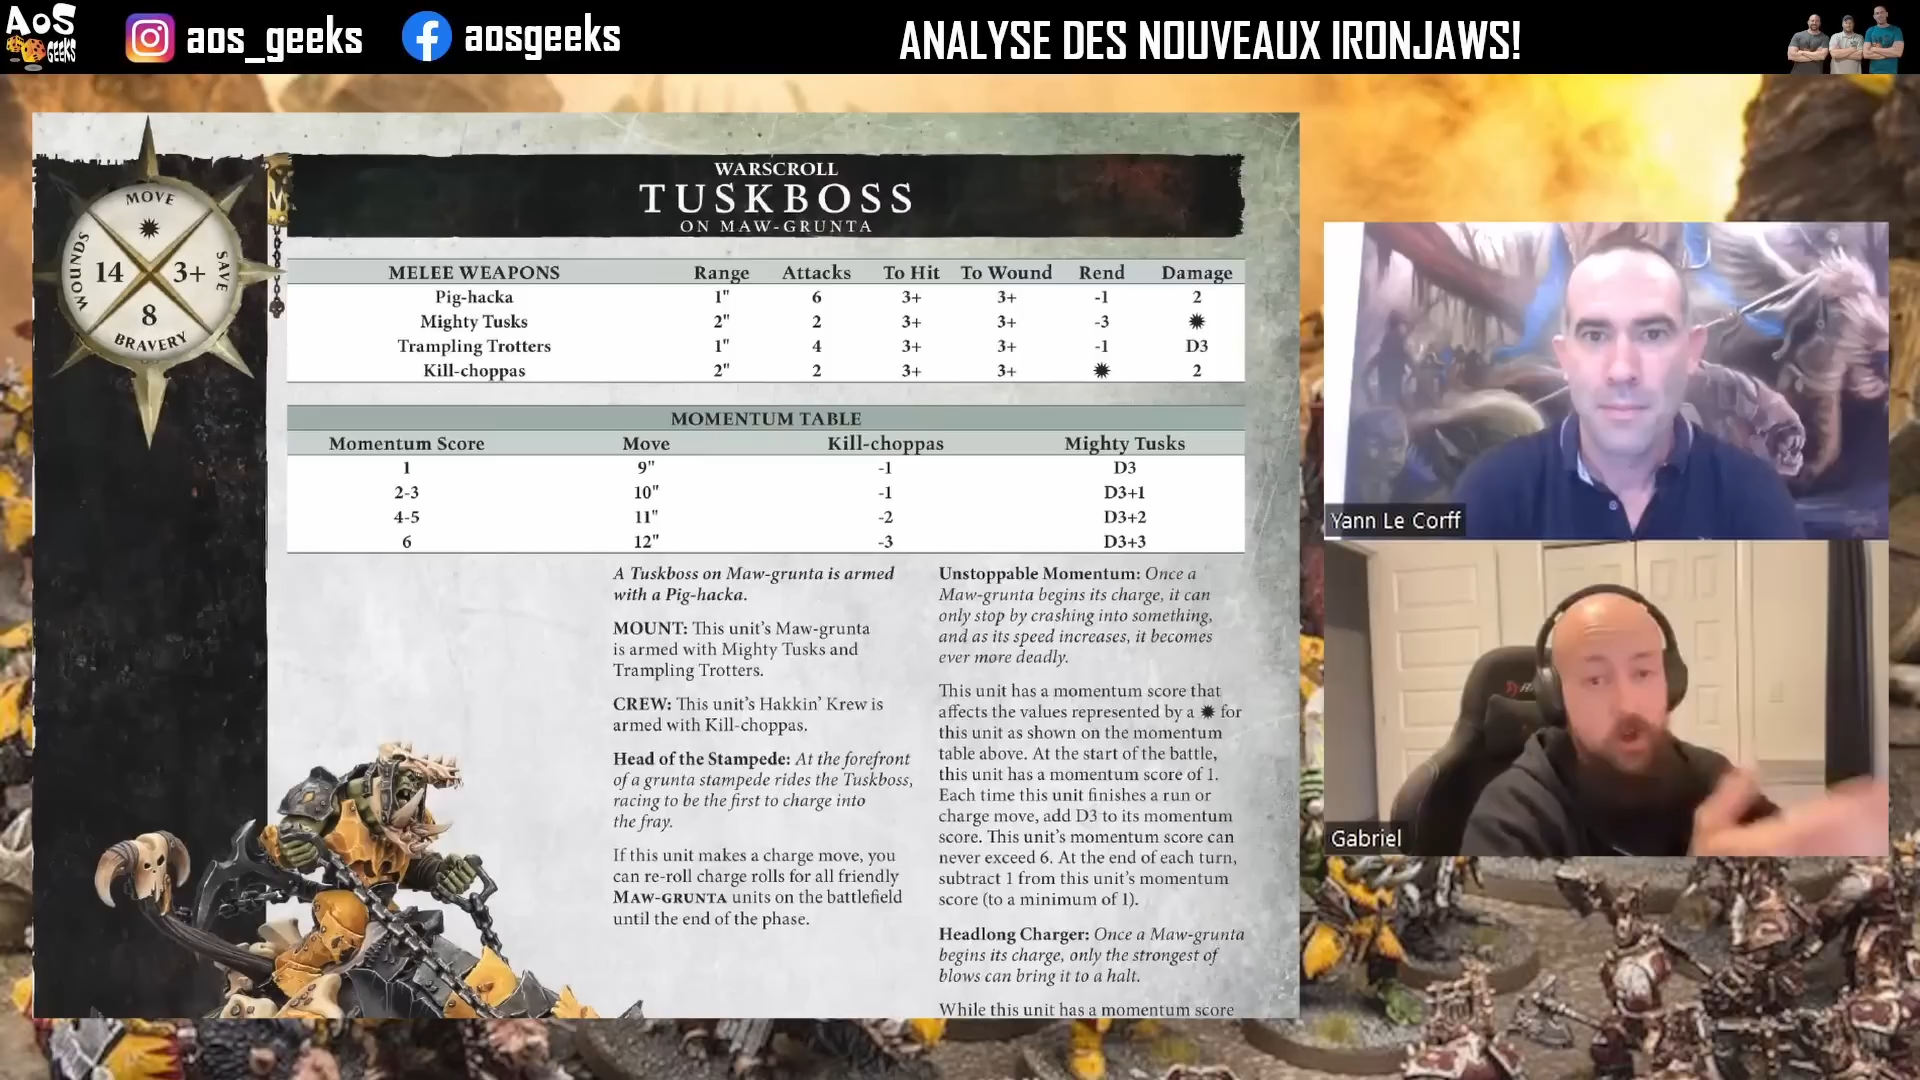 AoS
GEEKS
aos_geeks
aosgeeks
ANALYSE DES NOUVEAUX IRONJAWS!
MOVE
WOUNDS
14
3+
SAVE
8
BRAVERY
WARSCROLL
TUSKBOSS
ON MAW-GRUNTA
MELEE WEAPONS Range Attacks To Hit To Wound Rend Damage
Pig-hacka 1" 6 3+ 3+ -1 2
Mighty Tusks 2" 2 3+ 3+ -3 ✹
Trampling Trotters 1" 4 3+ 3+ -1 D3
Kill-choppas 2" 2 3+ 3+ ✹ 2
MOMENTUM TABLE
Momentum Score Move Kill-choppas Mighty Tusks
1 9" -1 D3
2-3 10" -1 D3+1
4-5 11" -2 D3+2
6 12" -3 D3+3
A Tuskboss on Maw-grunta is armed
with a Pig-hacka.
MOUNT: This unit's Maw-grunta
is armed with Mighty Tusks and
Trampling Trotters.
CREW: This unit's Hakkin' Krew is
armed with Kill-choppas.
Head of the Stampede: At the forefront
of a grunta stampede rides the Tuskboss,
racing to be the first to charge into
the fray.
If this unit makes a charge move, you
can re-roll charge rolls for all friendly
MAW-GRUNTA units on the battlefield
until the end of the phase.
Unstoppable Momentum: Once a
Maw-grunta begins its charge, it can
only stop by crashing into something,
and as its speed increases, it becomes
ever more deadly.
This unit has a momentum score that
affects the values represented by a ✹ for
this unit as shown on the momentum
table above. At the start of the battle,
this unit has a momentum score of 1.
Each time this unit finishes a run or
charge move, add D3 to its momentum
score. This unit's momentum score can
never exceed 6. At the end of each turn,
subtract 1 from this unit's momentum
score (to a minimum of 1).
Headlong Charger: Once a Maw-grunta
begins its charge, only the strongest of
blows can bring it to a halt.
While this unit has a momentum score
Yann Le Corff
Gabriel